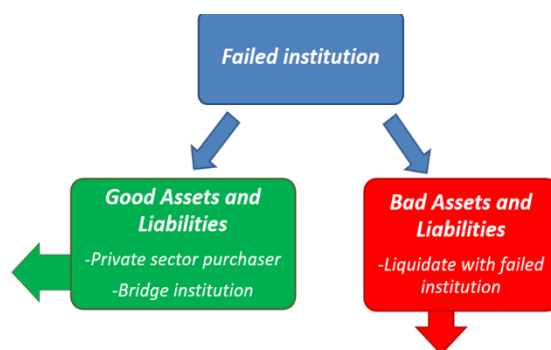 Failed institution
Good Assets and
Liabilities
-Private sector purchaser
-Bridge institution
Bad Assets and
Liabilities
-Liquidate with failed
institution